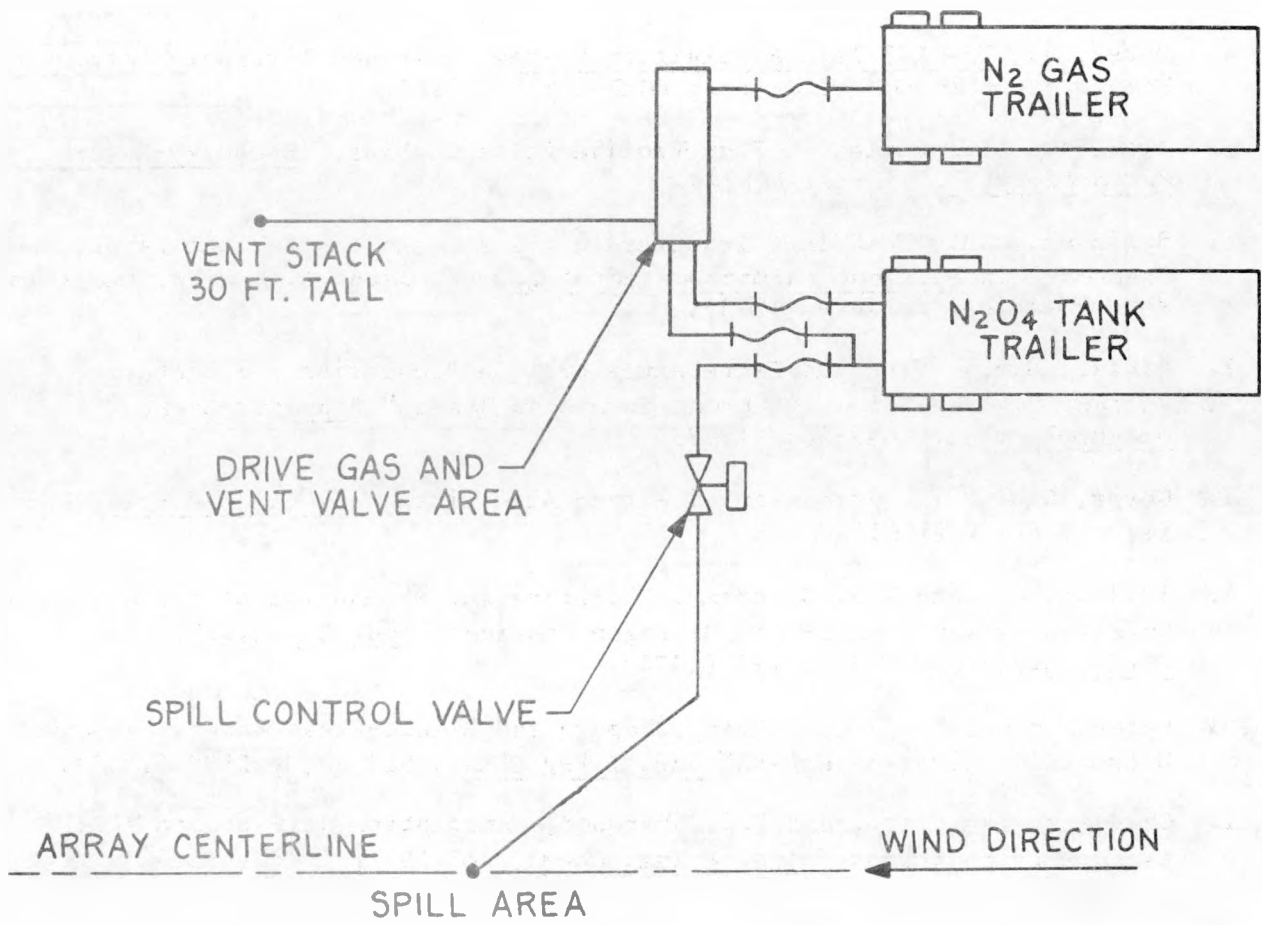 N2 GAS
TRAILER
VENT STACK
30 FT. TALL
N2O4 TANK
TRAILER
DRIVE GAS AND
VENT VALVE AREA
SPILL CONTROL VALVE
ARRAY CENTERLINE
WIND DIRECTION
SPILL AREA